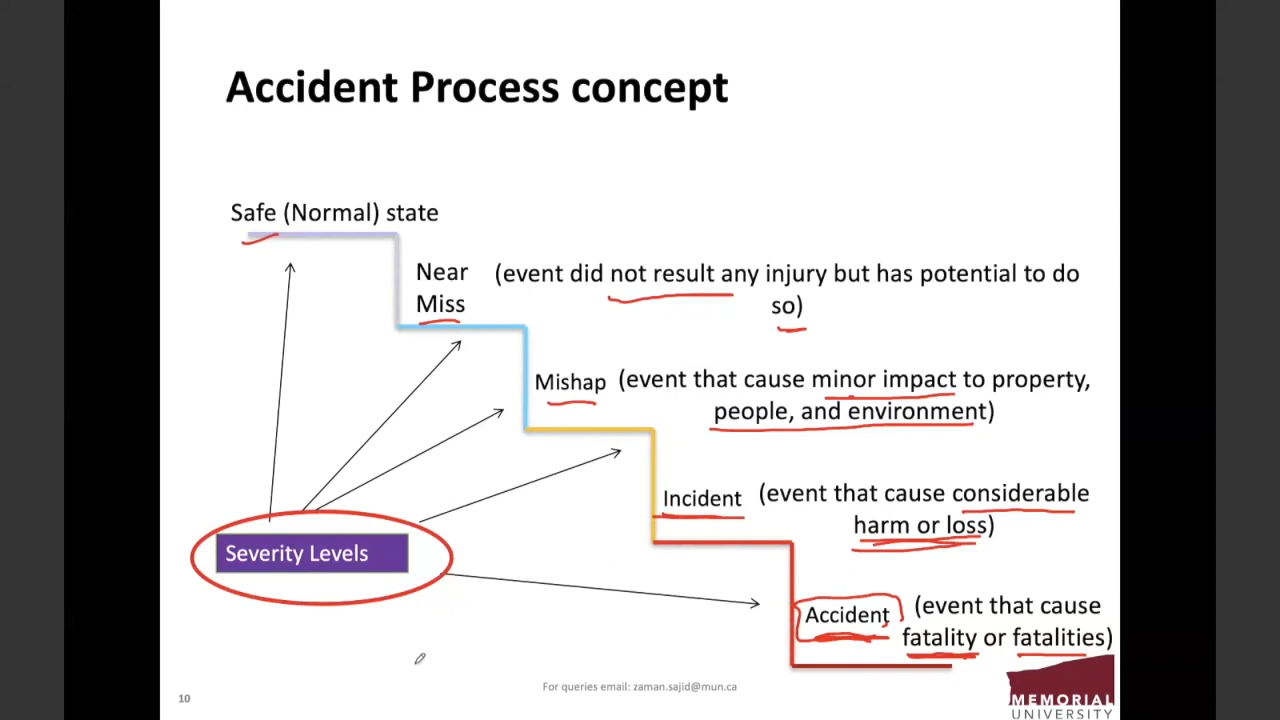 Accident Process concept
Safe (Normal) state
Near
Miss
(event did not result any injury but has potential to do
so)
Mishap
(event that cause minor impact to property,
people, and environment)
Incident
(event that cause considerable
harm or loss)
Severity Levels
Accident
(event that cause
fatality or fatalities)
For queries email: zaman.sajid@mun.ca
10
MEMORIAL
UNIVERSITY